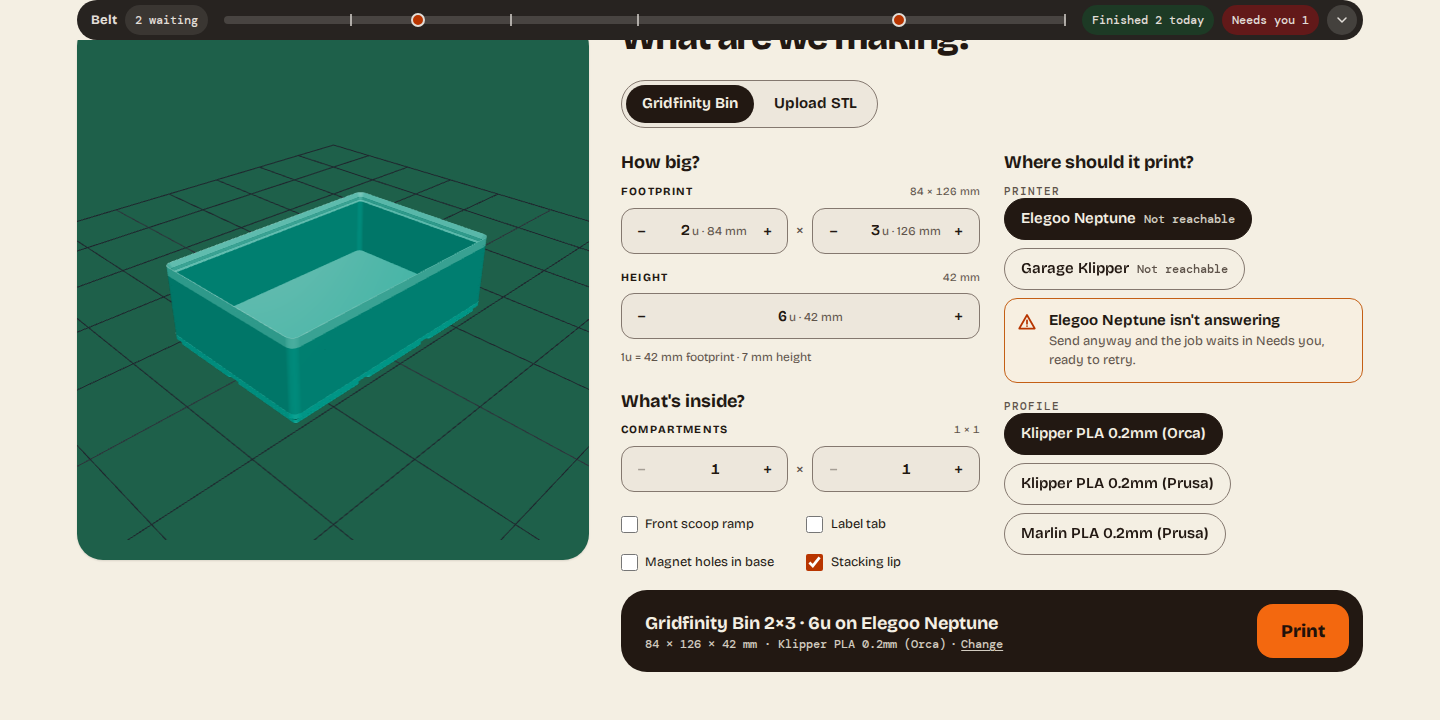 Belt
2 waiting
Finished 2 today
Needs you 1
What are we making?
Gridfinity Bin
Upload STL
How big?
FOOTPRINT
84 × 126 mm
− 2 u · 84 mm +
×
− 3 u · 126 mm +
HEIGHT
42 mm
− 6 u · 42 mm +
1u = 42 mm footprint · 7 mm height
What's inside?
COMPARTMENTS
1 × 1
− 1 +
×
− 1 +
Front scoop ramp
Label tab
Magnet holes in base
Stacking lip
Where should it print?
PRINTER
Elegoo Neptune Not reachable
Garage Klipper Not reachable
Elegoo Neptune isn't answering
Send anyway and the job waits in Needs you,
ready to retry.
PROFILE
Klipper PLA 0.2mm (Orca)
Klipper PLA 0.2mm (Prusa)
Marlin PLA 0.2mm (Prusa)
Gridfinity Bin 2×3 · 6u on Elegoo Neptune
84 × 126 × 42 mm · Klipper PLA 0.2mm (Orca) · Change
Print